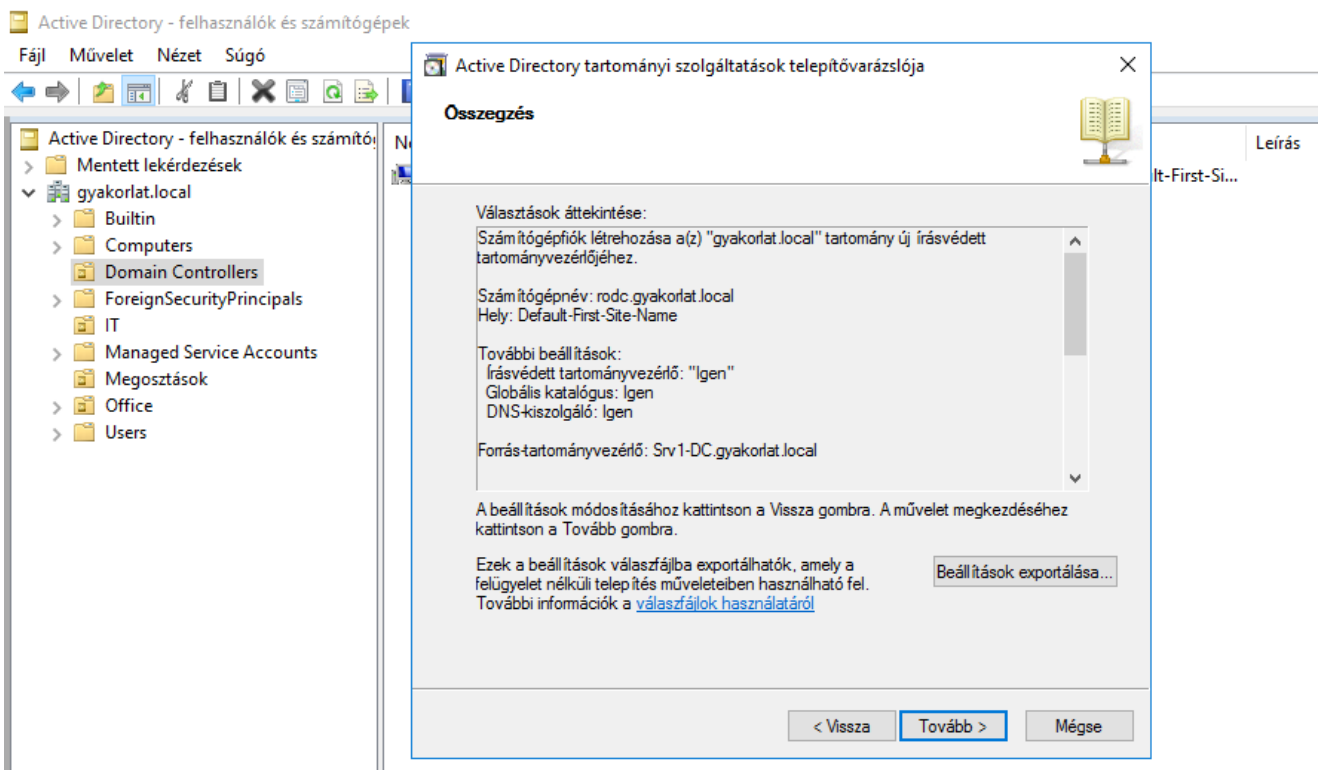 Active Directory - felhasználók és számítógépek
Fájl Művelet Nézet Súgó
Active Directory - felhasználók és számító
Mentett lekérdezések
gyakorlat.local
Builtin
Computers
Domain Controllers
ForeignSecurityPrincipals
IT
Managed Service Accounts
Megosztások
Office
Users
Leírás
lt-First-Si...
Active Directory tartományi szolgáltatások telepítővarázslója
Összegzés
Választások áttekintése:
Számítógépfiók létrehozása a(z) "gyakorlat.local" tartomány új írásvédett
tartományvezérlőjéhez.
Számítógépnév: rodc.gyakorlat.local
Hely: Default-First-Site-Name
További beállítások:
Írásvédett tartományvezérlő: "Igen"
Globális katalógus: Igen
DNS-kiszolgáló: Igen
Forrás-tartományvezérlő: Srv1-DC.gyakorlat.local
A beállítások módosításához kattintson a Vissza gombra. A művelet megkezdéséhez
kattintson a Tovább gombra.
Ezek a beállítások válaszfájlba exportálhatók, amely a
felügyelet nélküli telepítés műveleteiben használható fel.
További információk a válaszfájlok használatáról
Beállítások exportálása...
< Vissza
Tovább >
Mégse